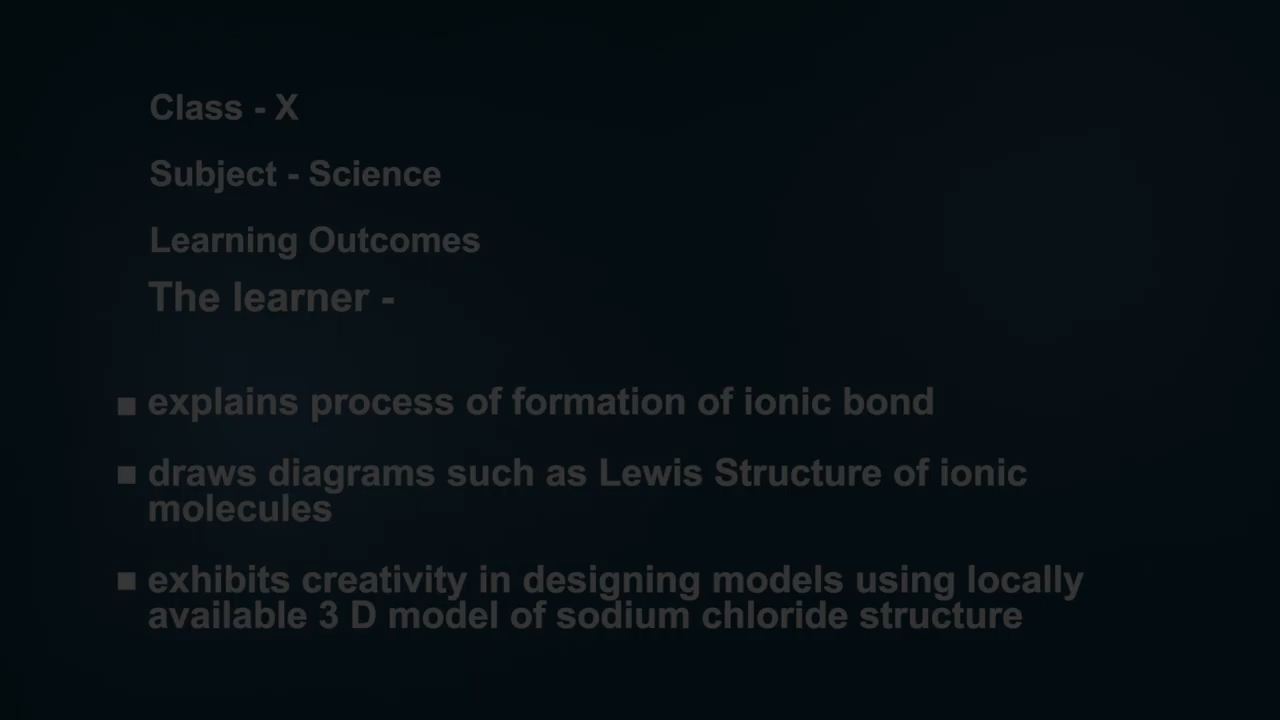 Class - X
Subject - Science
Learning Outcomes
The learner -
■ explains process of formation of ionic bond
■ draws diagrams such as Lewis Structure of ionic
molecules
■ exhibits creativity in designing models using locally
available 3 D model of sodium chloride structure